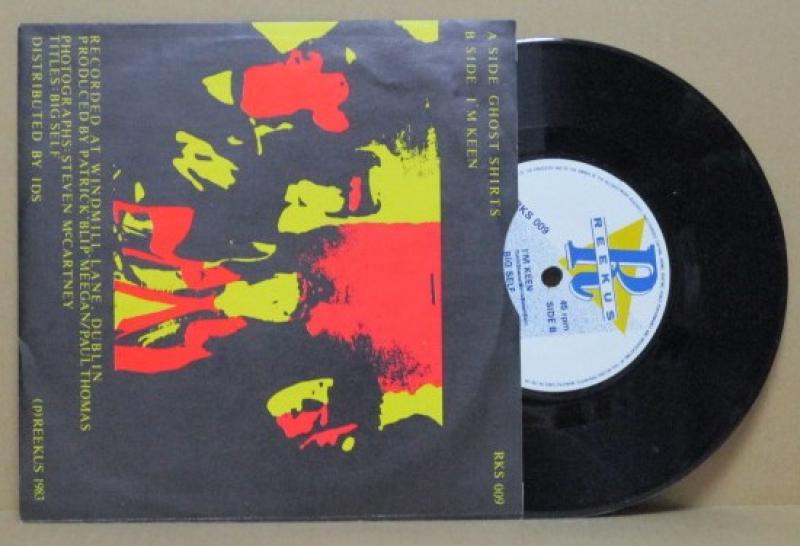 A SIDE GHOST SHIRTS
B SIDE I'M KEEN
RECORDED AT WINDMILL LANE, DUBLIN
PRODUCED BY PATRICK BLIP MEEGAN/PAUL THOMAS
PHOTOGRAPHS: STEVEN McCARTNEY
TITLES: BIG SELF
DISTRIBUTED BY IDS
RKS 009
(P) REEKUS 1983
R
REEKUS
RKS 009
45 rpm
SIDE B
I'M KEEN
BIG SELF